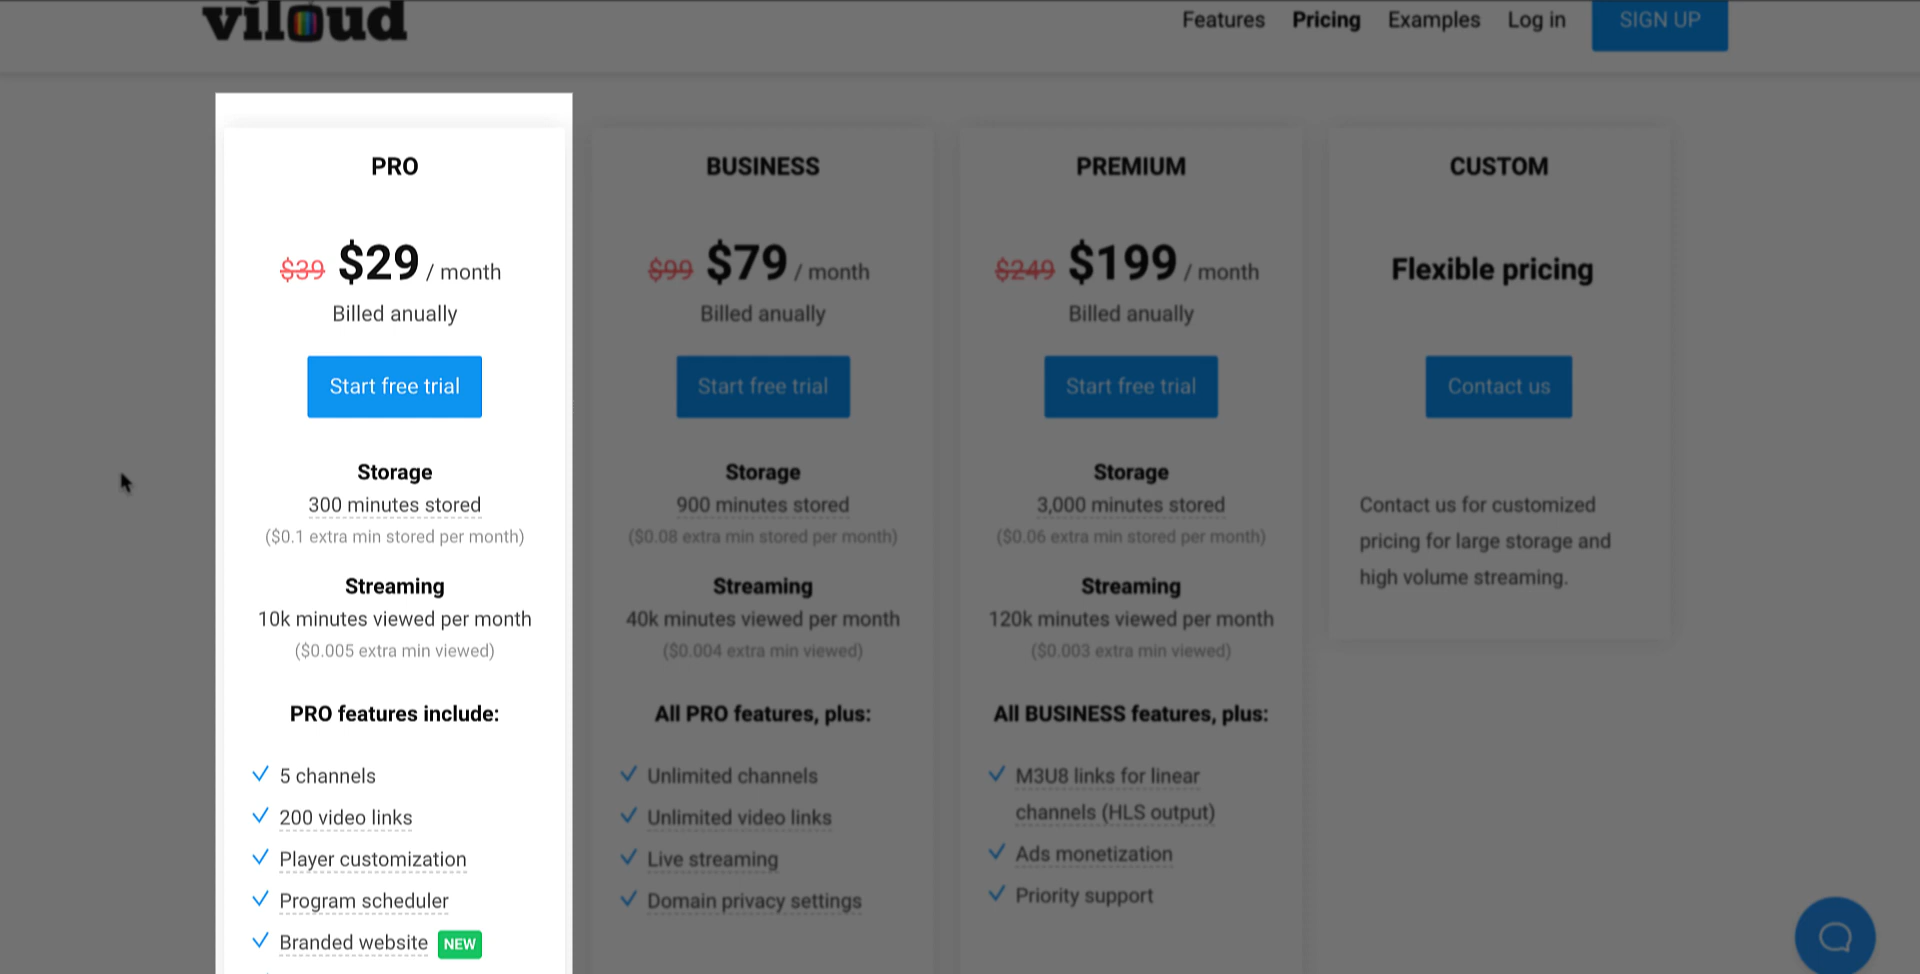 viloud
Features Pricing Examples Log in SIGN UP
PRO
$39 $29 / month
Billed anually
Start free trial
Storage
300 minutes stored
($0.1 extra min stored per month)
Streaming
10k minutes viewed per month
($0.005 extra min viewed)
PRO features include:
5 channels
200 video links
Player customization
Program scheduler
Branded website NEW
BUSINESS
$99 $79 / month
Billed anually
Start free trial
Storage
900 minutes stored
($0.08 extra min stored per month)
Streaming
40k minutes viewed per month
($0.004 extra min viewed)
All PRO features, plus:
Unlimited channels
Unlimited video links
Live streaming
Domain privacy settings
PREMIUM
$249 $199 / month
Billed anually
Start free trial
Storage
3,000 minutes stored
($0.06 extra min stored per month)
Streaming
120k minutes viewed per month
($0.003 extra min viewed)
All BUSINESS features, plus:
M3U8 links for linear
channels (HLS output)
Ads monetization
Priority support
CUSTOM
Flexible pricing
Contact us
Contact us for customized
pricing for large storage and
high volume streaming.